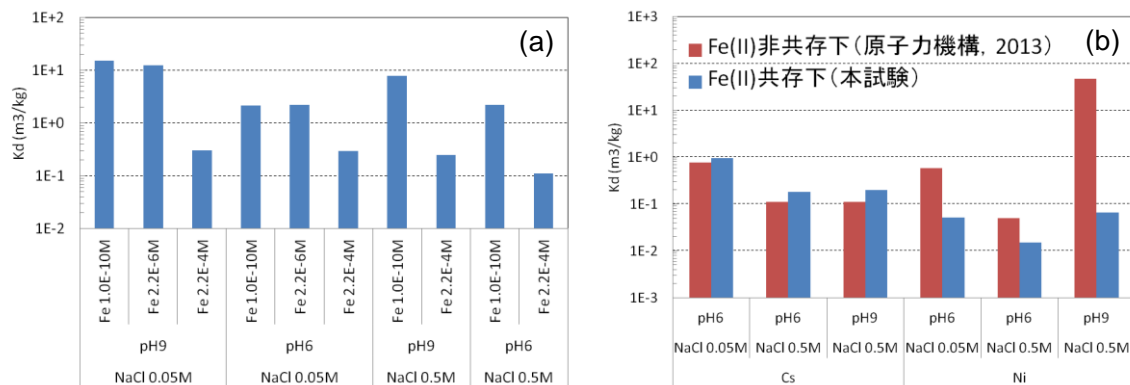 (a)
1E+2
1E+1
1E+0
1E-1
1E-2
Kd (m3/kg)
Fe 1.0E-10M
Fe 2.2E-6M
Fe 2.2E-4M
Fe 1.0E-10M
Fe 2.2E-6M
Fe 2.2E-4M
Fe 1.0E-10M
Fe 2.2E-4M
Fe 1.0E-10M
Fe 2.2E-4M
pH9 pH6 pH9 pH6
NaCl 0.05M NaCl 0.05M NaCl 0.5M NaCl 0.5M
(b)
Fe(II)非共存下(原子力機構, 2013)
Fe(II)共存下(本試験)
1E+3
1E+2
1E+1
1E+0
1E-1
1E-2
1E-3
Kd (m3/kg)
pH6 pH6 pH9 pH6 pH6 pH9
NaCl 0.05M NaCl 0.5M NaCl 0.5M NaCl 0.05M NaCl 0.5M NaCl 0.5M
Cs Ni